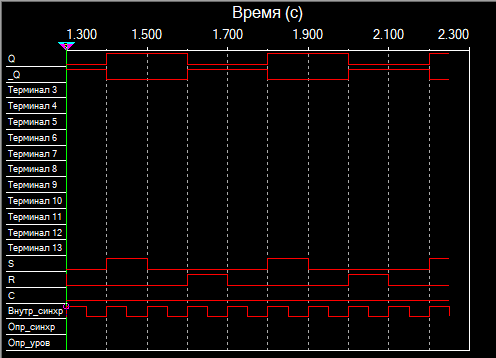 Время (с)
1.300 1.500 1.700 1.900 2.100 2.300
Q
_Q
Терминал 3
Терминал 4
Терминал 5
Терминал 6
Терминал 7
Терминал 8
Терминал 9
Терминал 10
Терминал 11
Терминал 12
Терминал 13
S
R
C
Внутр_синхр
Опр_синхр
Опр_уров